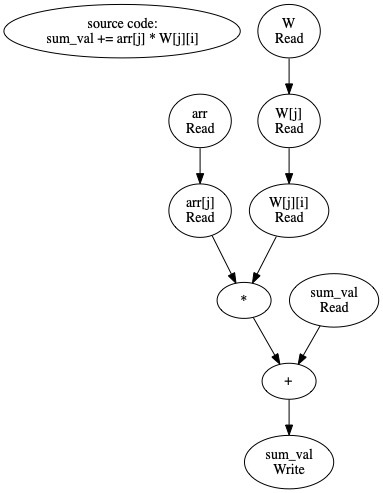 source code:
sum_val += arr[j] * W[j][i]
W
Read
arr
Read
W[j]
Read
arr[j]
Read
W[j][i]
Read
*
sum_val
Read
+
sum_val
Write